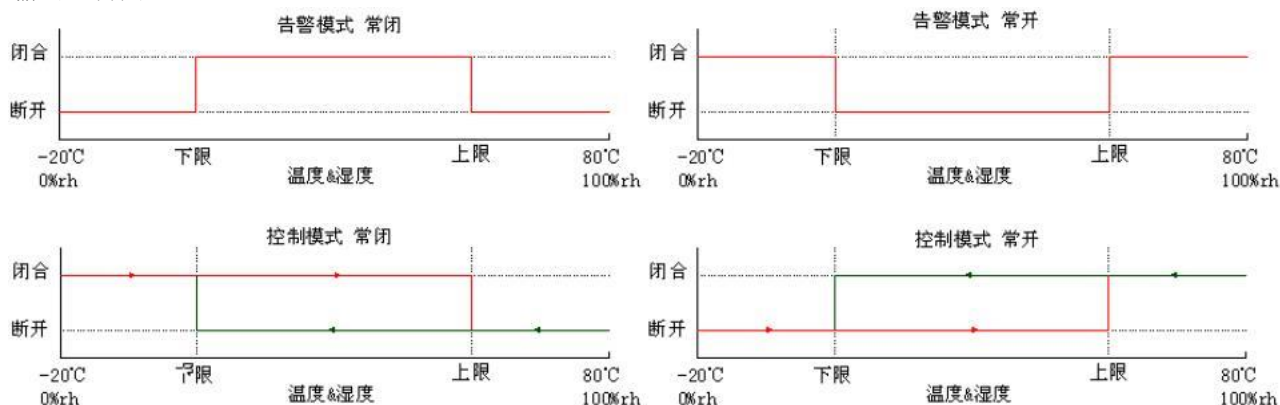 告警模式 常闭
闭合
断开
-20℃ 下限 上限 80℃
0%rh 温度&湿度 100%rh
告警模式 常开
闭合
断开
-20℃ 下限 上限 80℃
0%rh 温度&湿度 100%rh
控制模式 常闭
闭合
断开
-20℃ 下限 上限 80℃
0%rh 温度&湿度 100%rh
控制模式 常开
闭合
断开
-20℃ 下限 上限 80℃
0%rh 温度&湿度 100%rh